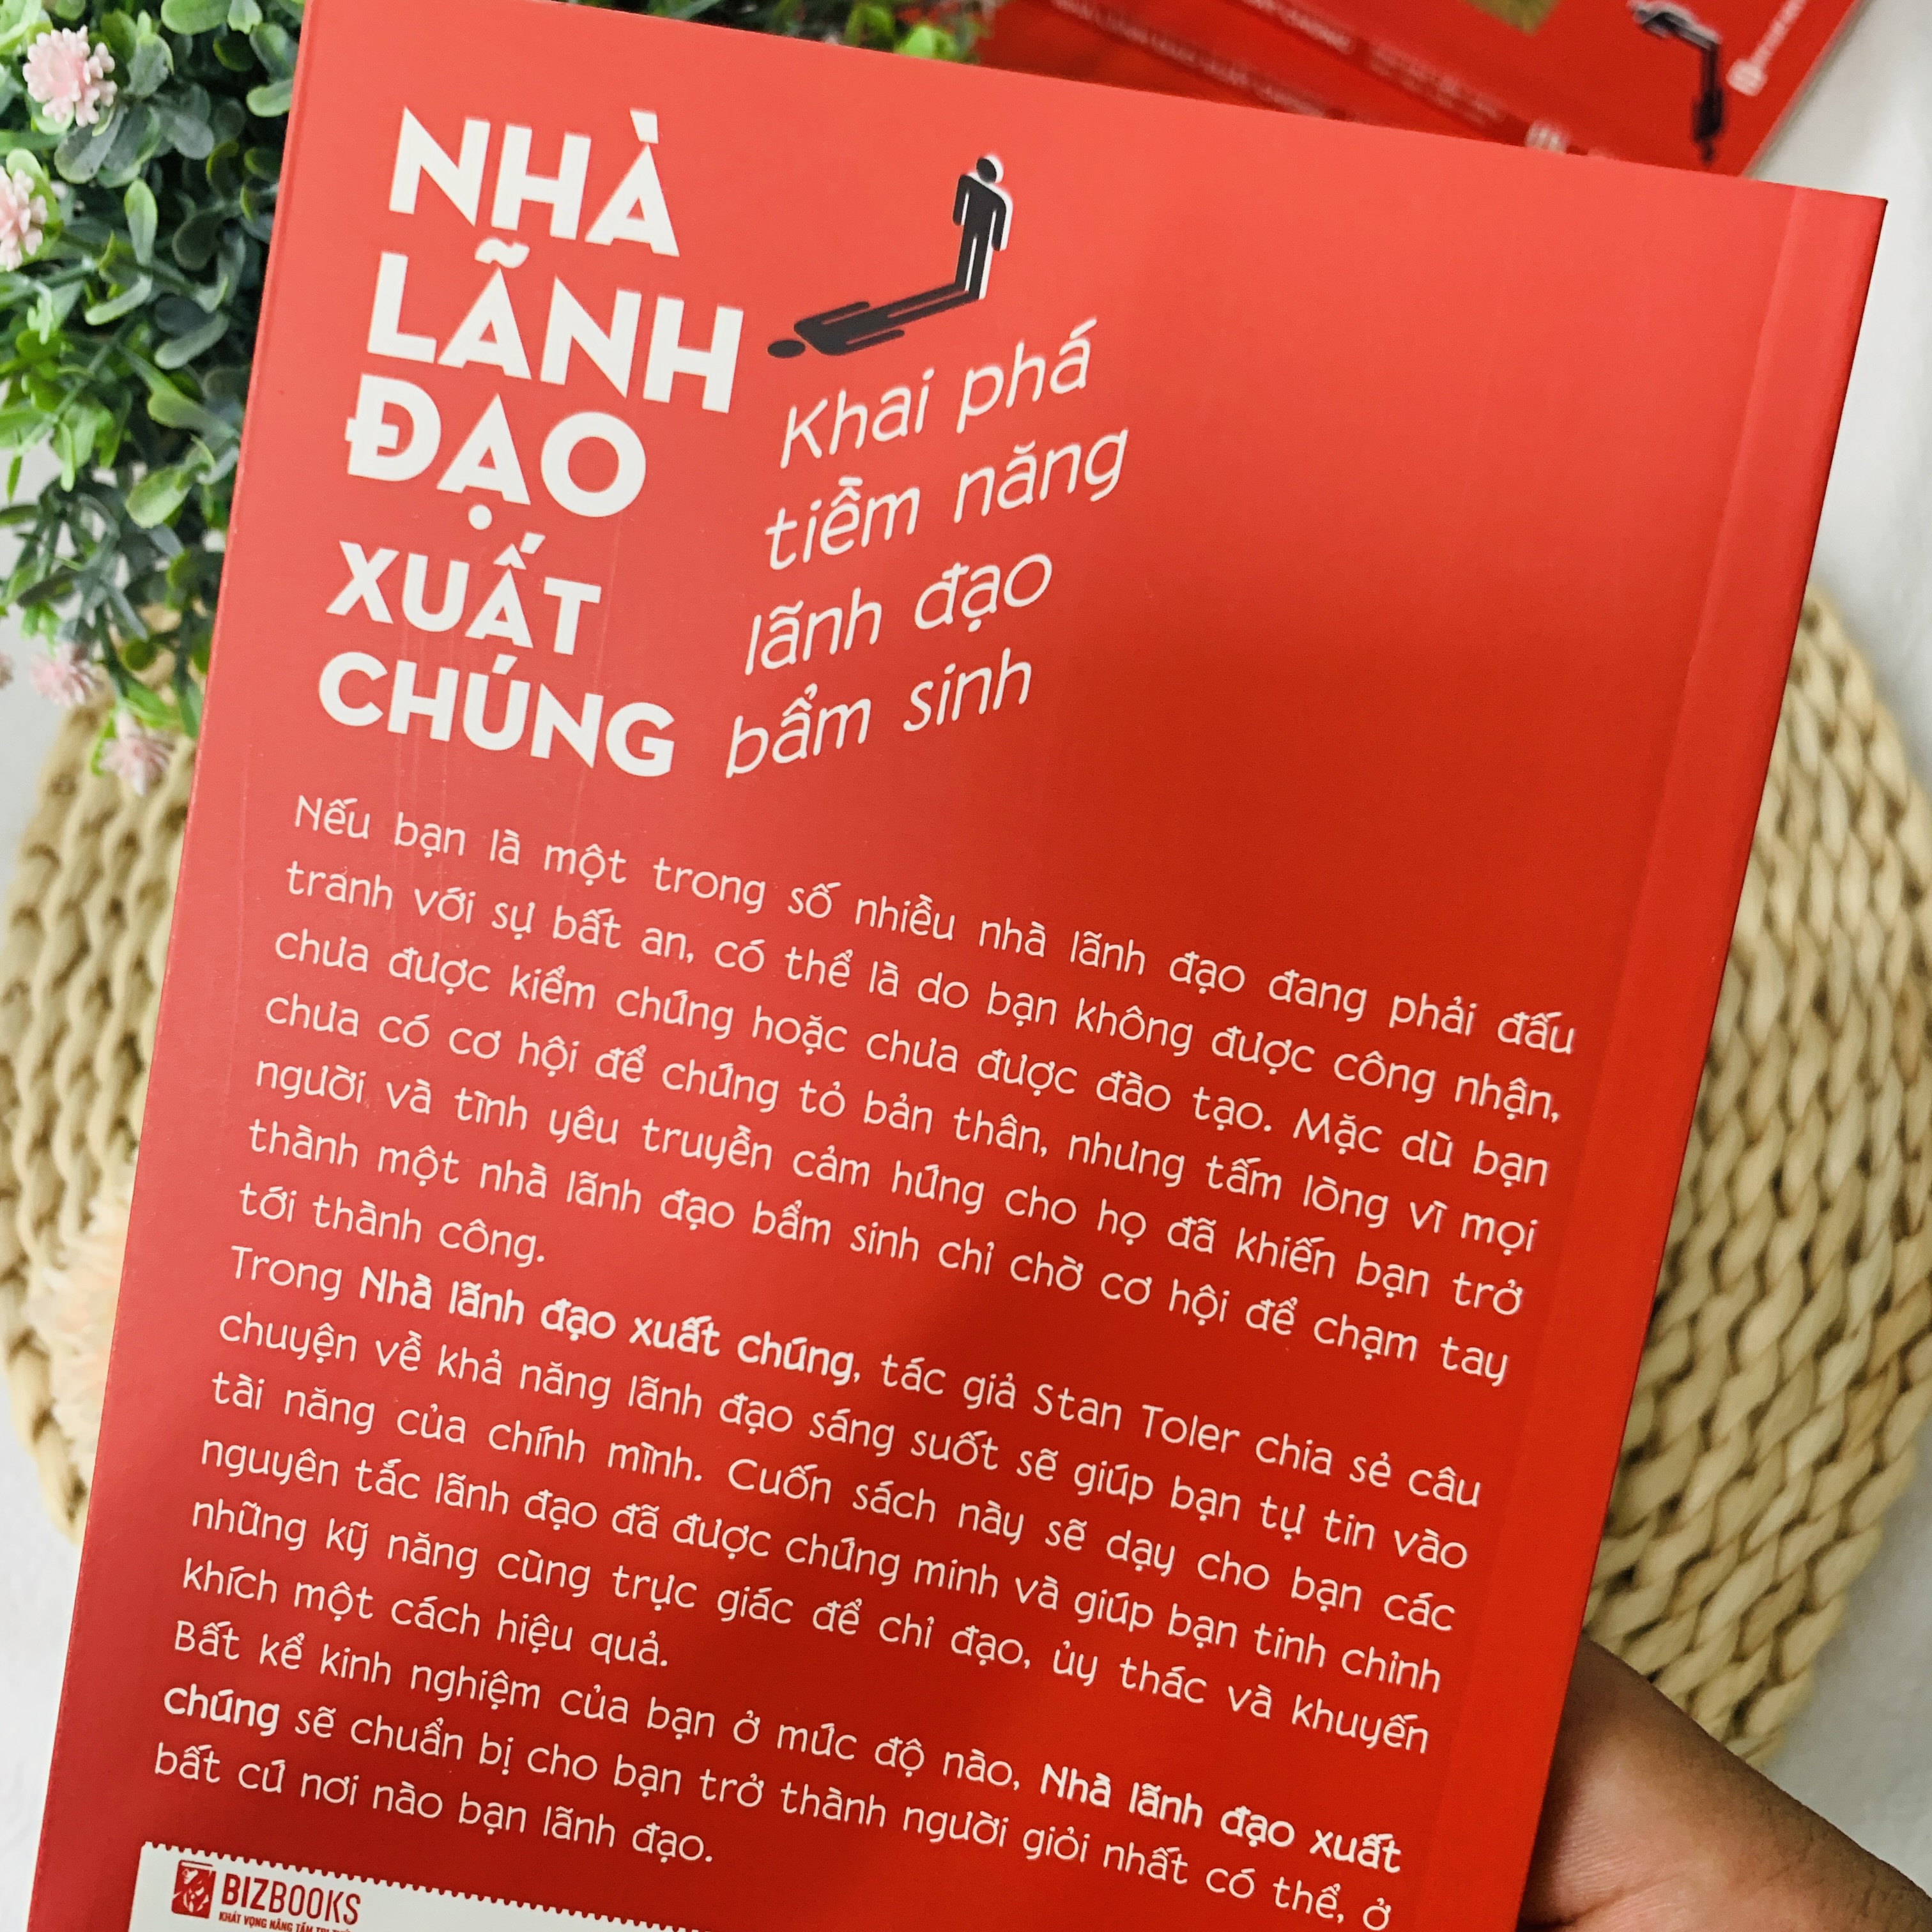 NHÀ
LÃNH
ĐẠO
XUẤT
CHÚNG
Khai phá
tiềm năng
lãnh đạo
bẩm sinh
Nếu bạn là một trong số nhiều nhà lãnh đạo đang phải đấu
tranh với sự bất an, có thể là do bạn không được công nhận,
chưa được kiểm chứng hoặc chưa được đào tạo. Mặc dù bạn
chưa có cơ hội để chứng tỏ bản thân, nhưng tấm lòng vì mọi
người và tình yêu truyền cảm hứng cho họ đã khiến bạn trở
thành một nhà lãnh đạo bẩm sinh chỉ chờ cơ hội để chạm tay
tới thành công.
Trong Nhà lãnh đạo xuất chúng, tác giả Stan Toler chia sẻ câu
chuyện về khả năng lãnh đạo sáng suốt sẽ giúp bạn tự tin vào
tài năng của chính mình. Cuốn sách này sẽ dạy cho bạn các
nguyên tắc lãnh đạo đã được chứng minh và giúp bạn tinh chỉnh
những kỹ năng cùng trực giác để chỉ đạo, ủy thác và khuyến
khích một cách hiệu quả.
Bất kể kinh nghiệm của bạn ở mức độ nào, Nhà lãnh đạo xuất
chúng sẽ chuẩn bị cho bạn trở thành người giỏi nhất có thể, ở
bất cứ nơi nào bạn lãnh đạo.
BIZBOOKS
KHÁT VỌNG NÂNG TẦM TRI